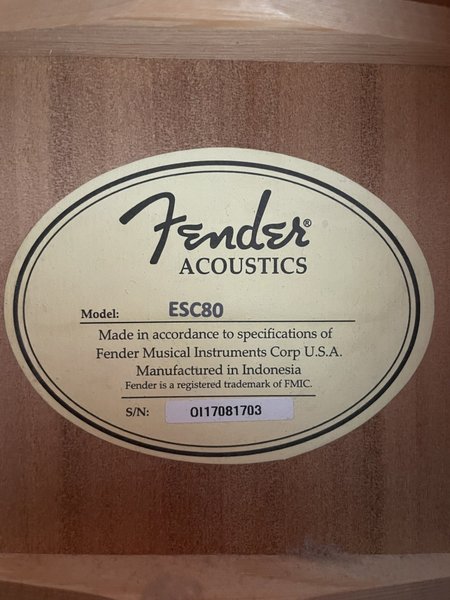 Fender®
ACOUSTICS
Model: ESC80
Made in accordance to specifications of
Fender Musical Instruments Corp U.S.A.
Manufactured in Indonesia
Fender is a registered trademark of FMIC.
S/N: OI17081703